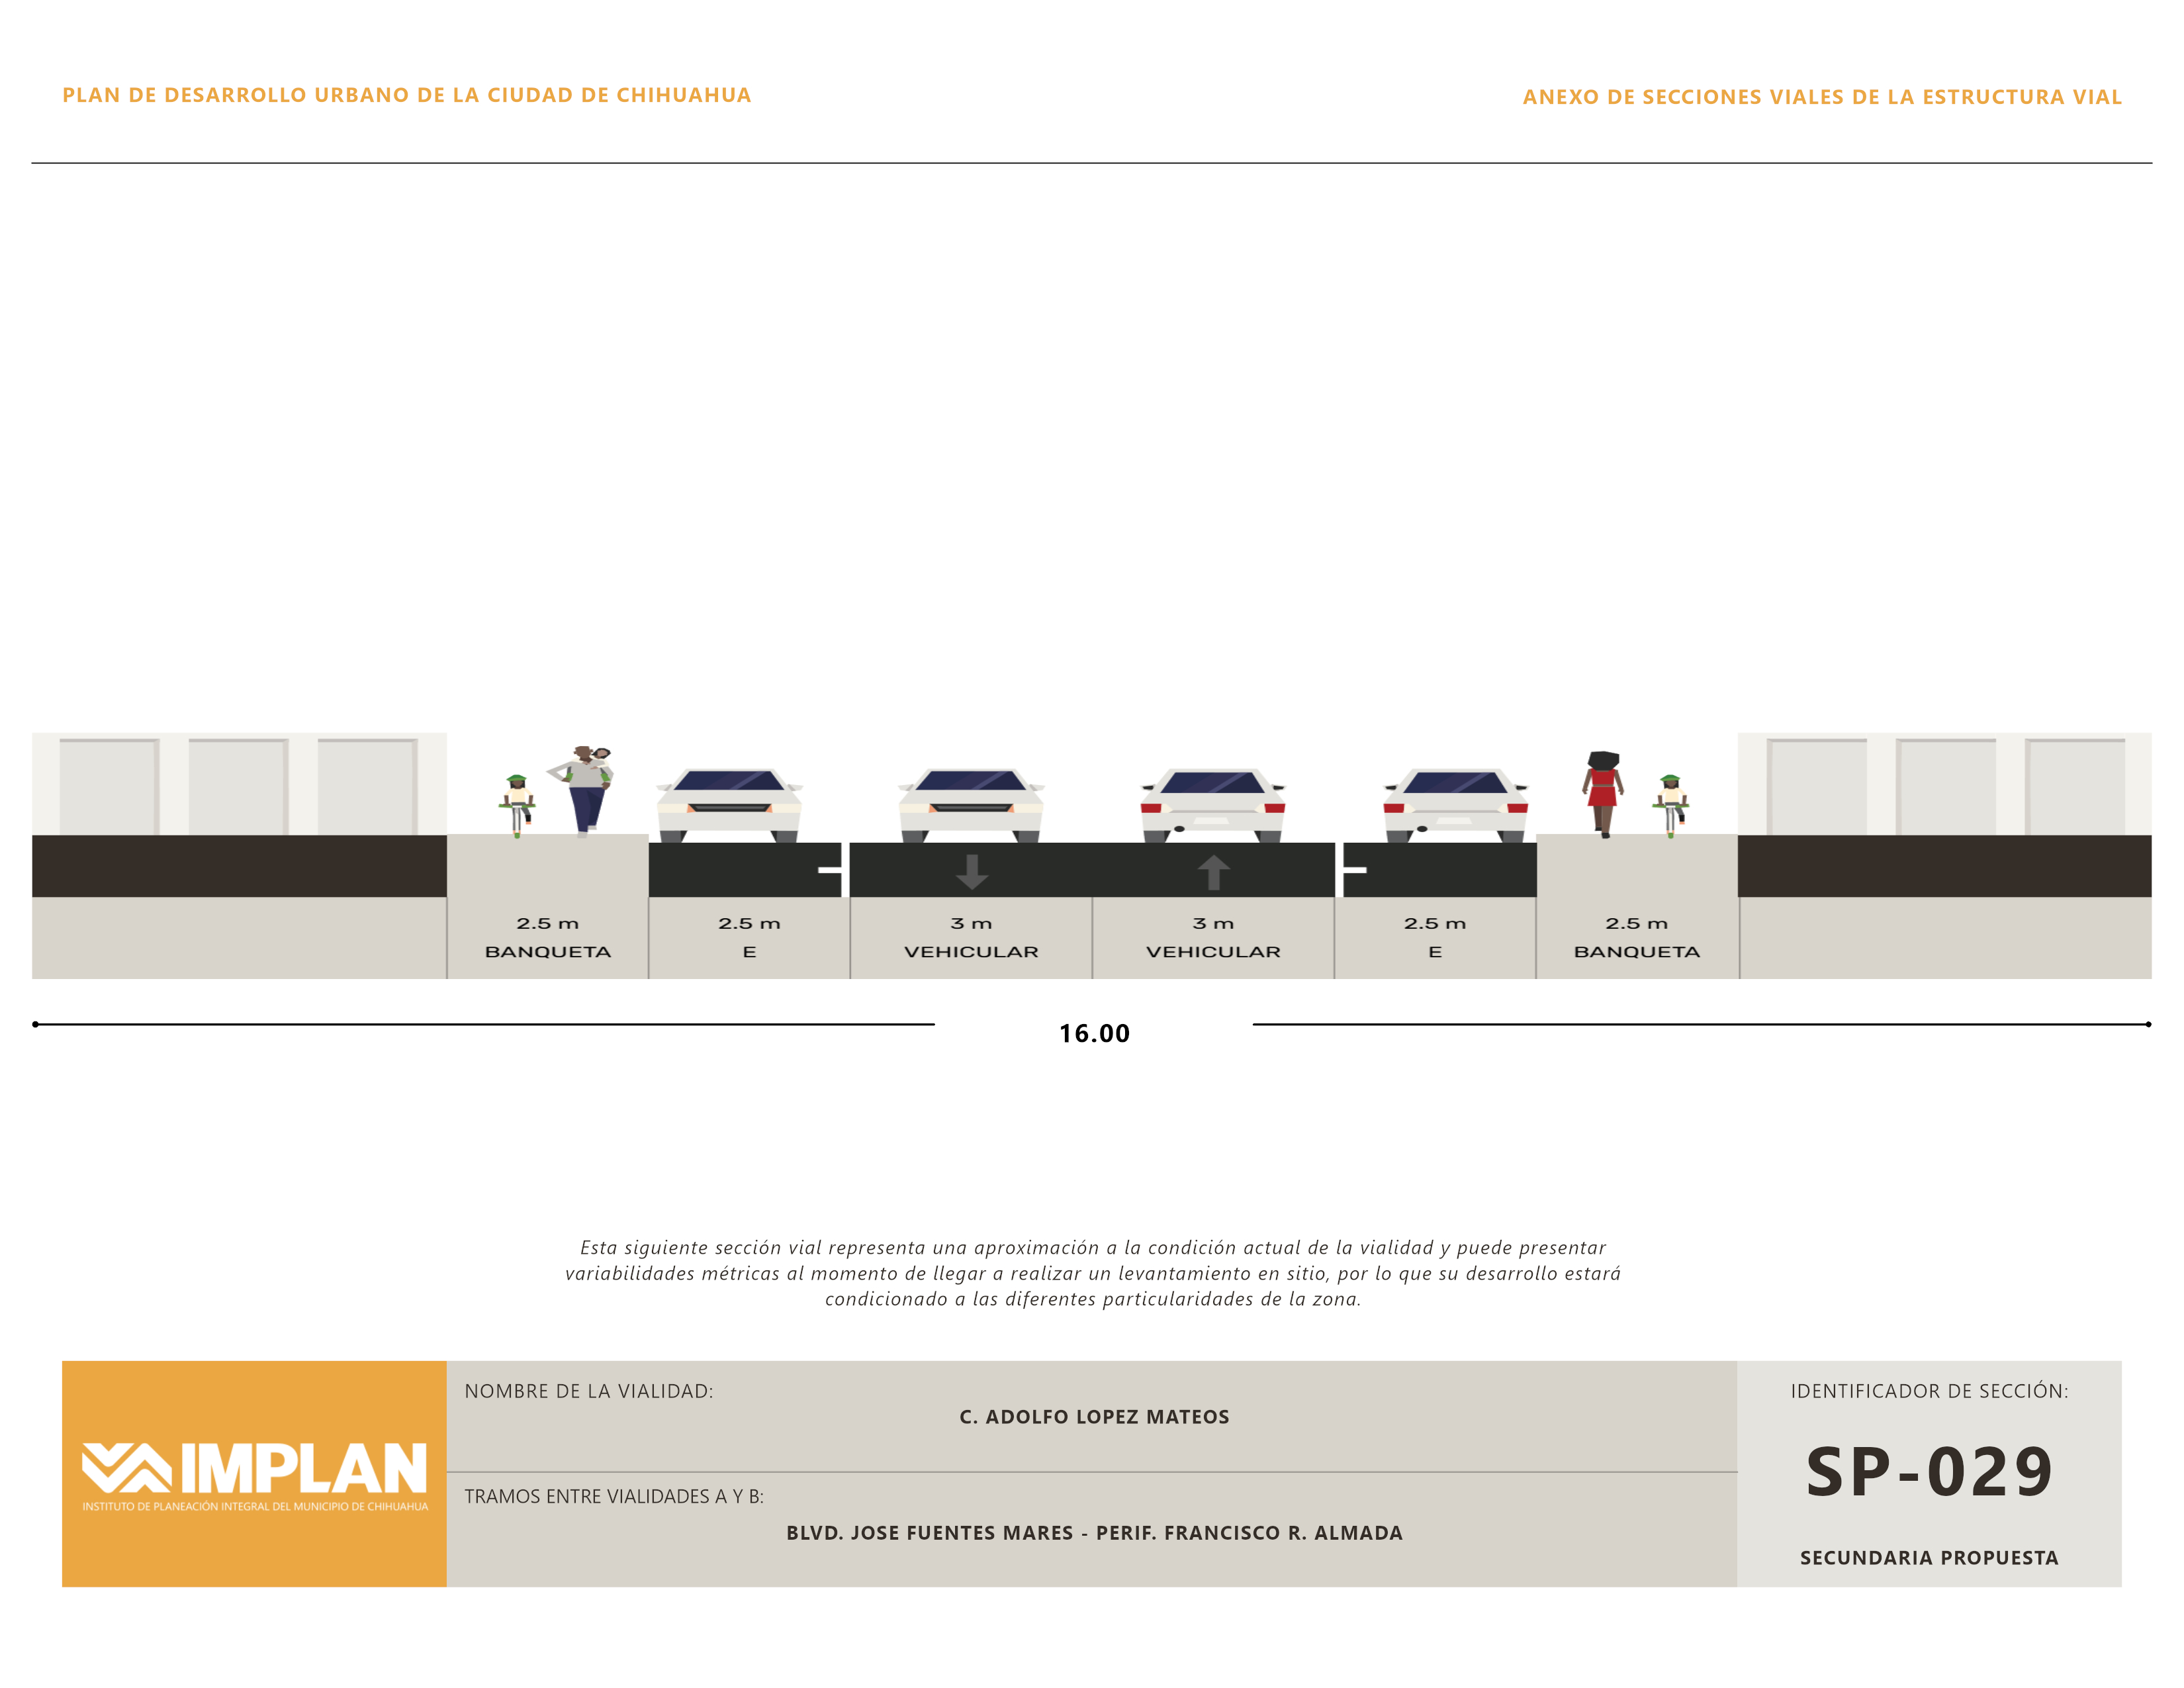 PLAN DE DESARROLLO URBANO DE LA CIUDAD DE CHIHUAHUA
ANEXO DE SECCIONES VIALES DE LA ESTRUCTURA VIAL
2.5 m
BANQUETA
2.5 m
E
3 m
VEHICULAR
3 m
VEHICULAR
2.5 m
E
2.5 m
BANQUETA
16.00
Esta siguiente sección vial representa una aproximación a la condición actual de la vialidad y puede presentar
variabilidades métricas al momento de llegar a realizar un levantamiento en sitio, por lo que su desarrollo estará
condicionado a las diferentes particularidades de la zona.
IMPLAN
INSTITUTO DE PLANEACIÓN INTEGRAL DEL MUNICIPIO DE CHIHUAHUA
NOMBRE DE LA VIALIDAD:
C. ADOLFO LOPEZ MATEOS
TRAMOS ENTRE VIALIDADES A Y B:
BLVD. JOSE FUENTES MARES - PERIF. FRANCISCO R. ALMADA
IDENTIFICADOR DE SECCIÓN:
SP-029
SECUNDARIA PROPUESTA